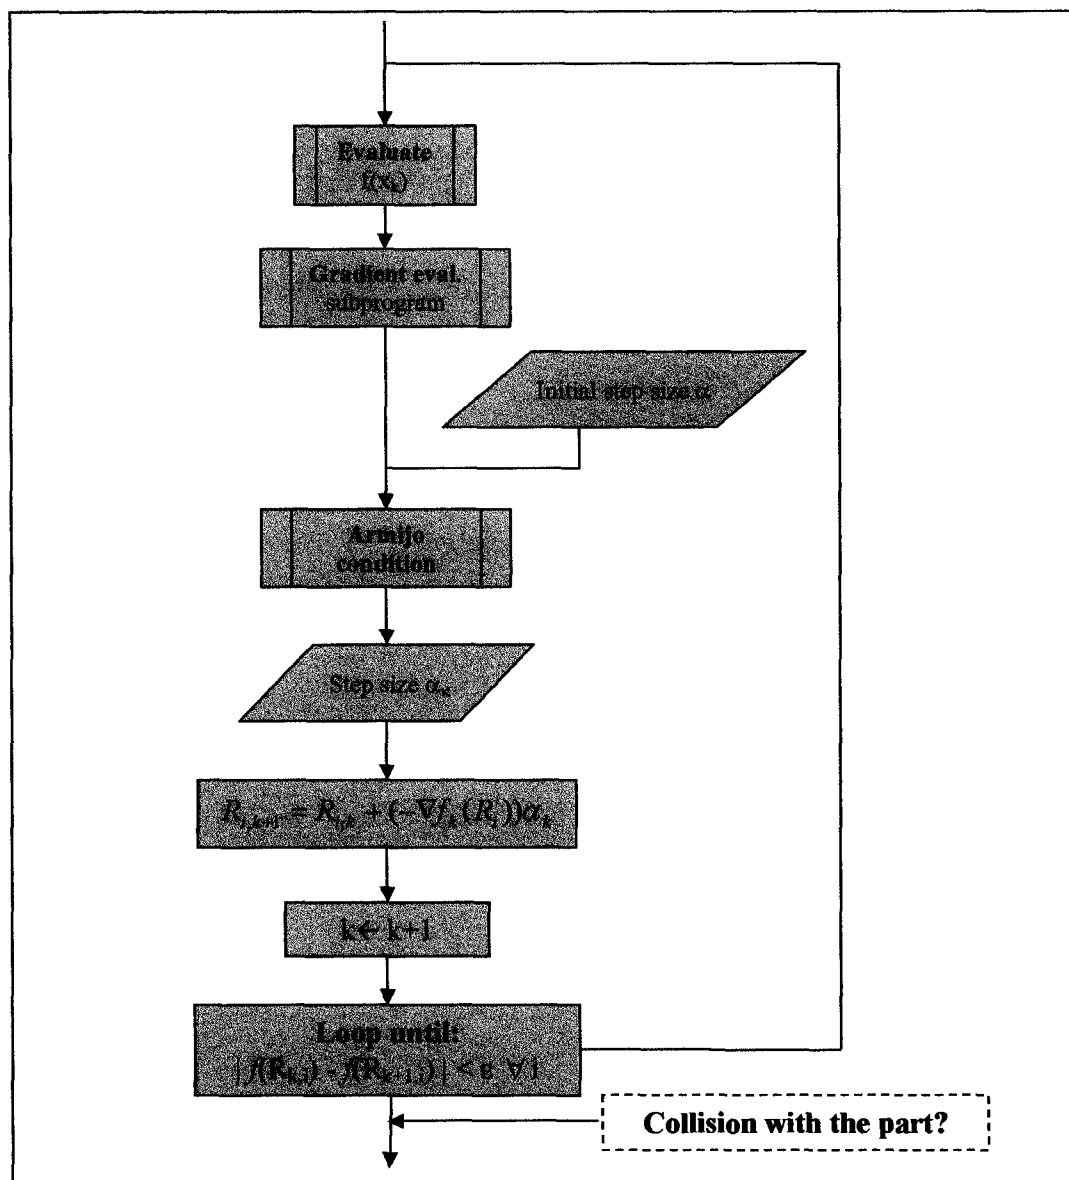 Evaluate
f(xₖ)
Gradient eval.
subprogram
Initial step size α
Armijo
condition
Step size αₖ
Rᵢ,ₖ₊₁ = Rᵢ,ₖ + (-∇fₖ(Rᵢ))αₖ
k← k+1
Loop until:
| f(Rₖ,ᵢ) - f(Rₖ₋₁,ᵢ) | < ε ∀ i
Collision with the part?